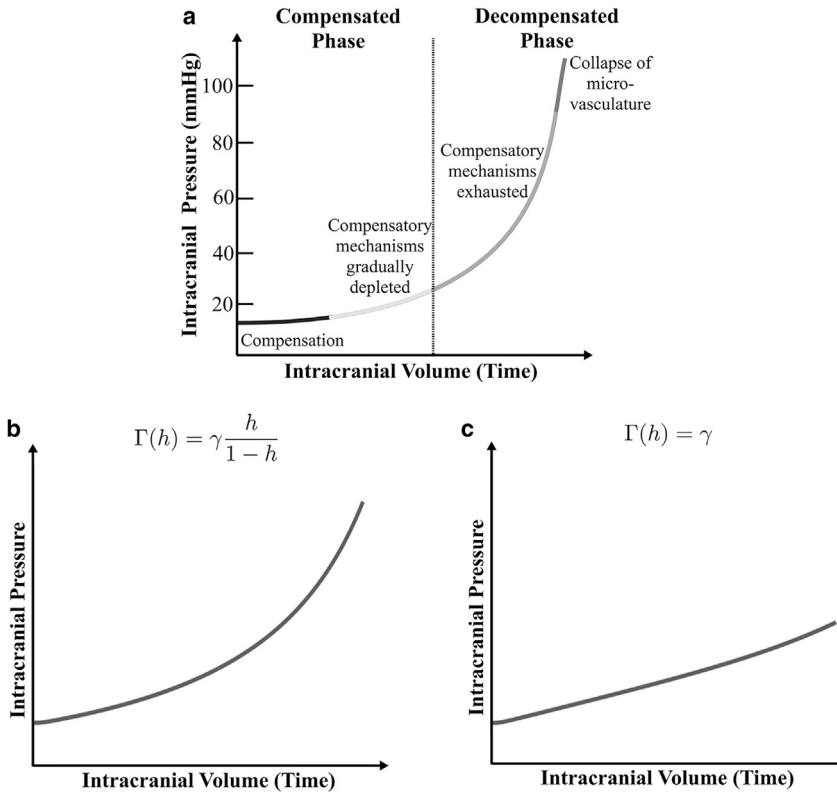 a
Compensated
Phase
Decompensated
Phase
Intracranial Pressure (mmHg)
100
80
60
40
20
Collapse of
micro-
vasculature
Compensatory
mechanisms
exhausted
Compensatory
mechanisms
gradually
depleted
Compensation
Intracranial Volume (Time)
b
Γ(h) = γ h / (1 − h)
Intracranial Pressure
Intracranial Volume (Time)
c
Γ(h) = γ
Intracranial Pressure
Intracranial Volume (Time)